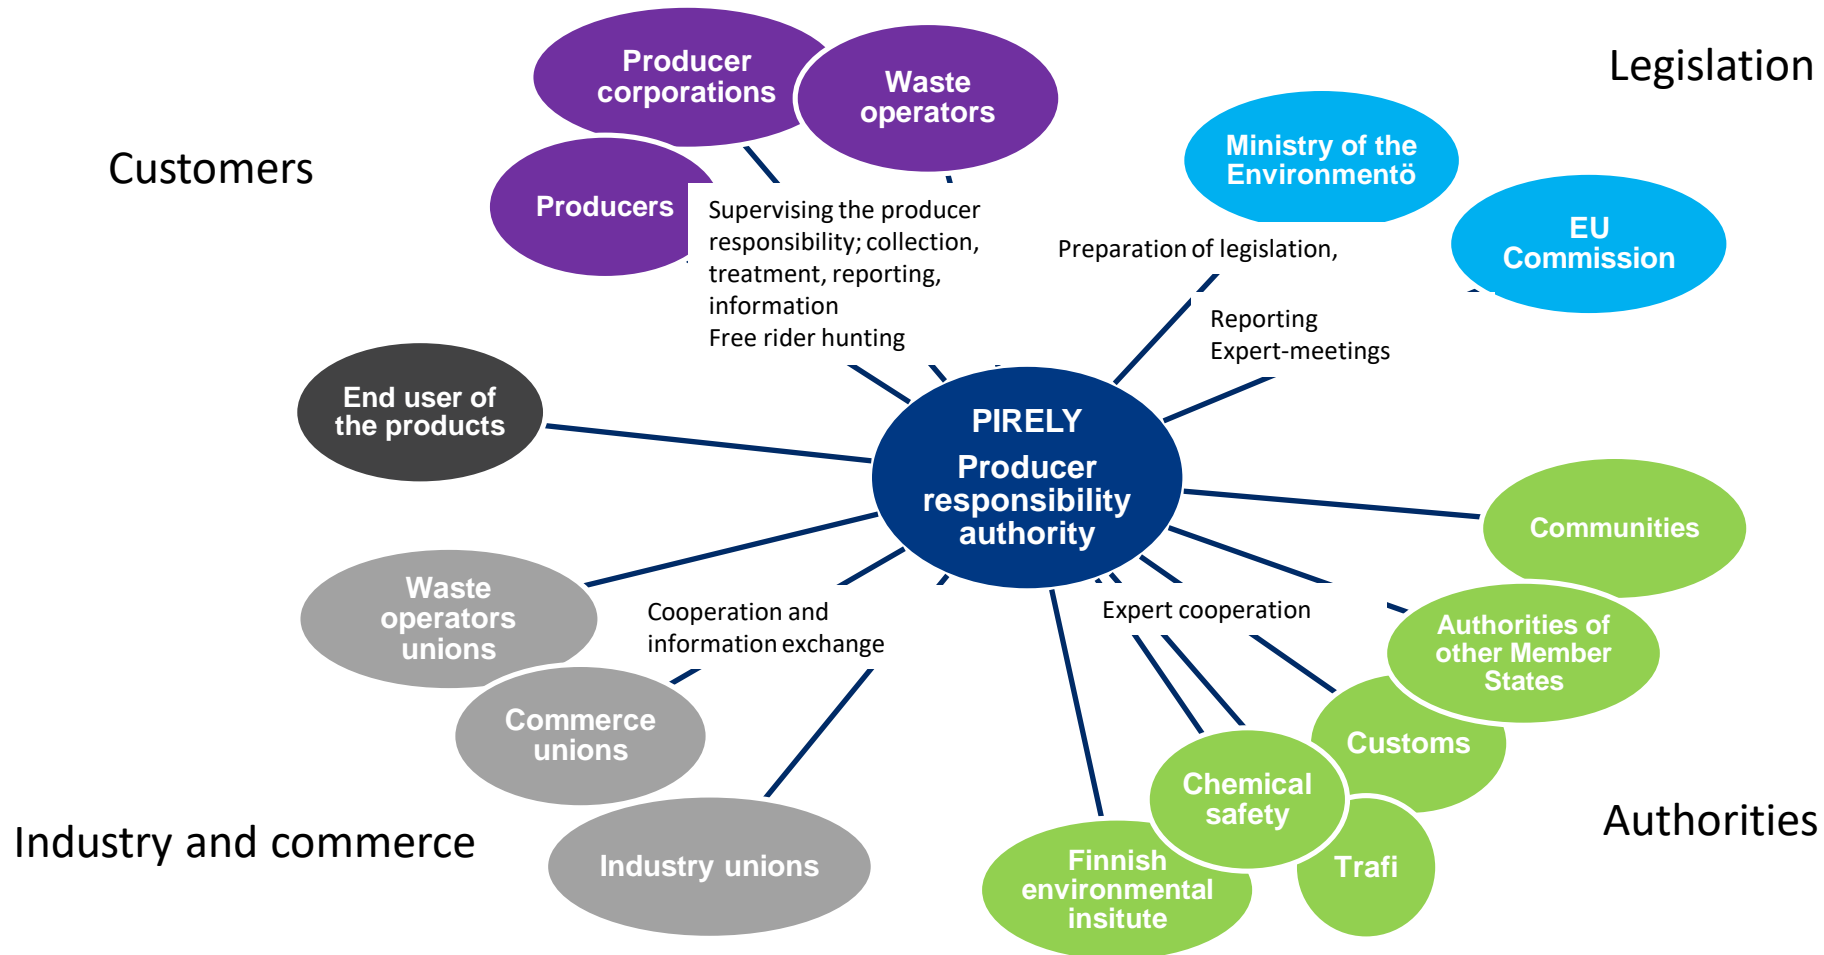 Customers
Producer
corporations
Waste
operators
Producers
Supervising the producer
responsibility; collection,
treatment, reporting,
information
Free rider hunting
Legislation
Ministry of the
Environmentö
EU
Commission
Preparation of legislation,
Reporting
Expert-meetings
End user of
the products
PIRELY
Producer
responsibility
authority
Waste
operators
unions
Commerce
unions
Industry unions
Cooperation and
information exchange
Industry and commerce
Expert cooperation
Communities
Authorities of
other Member
States
Customs
Chemical
safety
Trafi
Finnish
environmental
insitute
Authorities